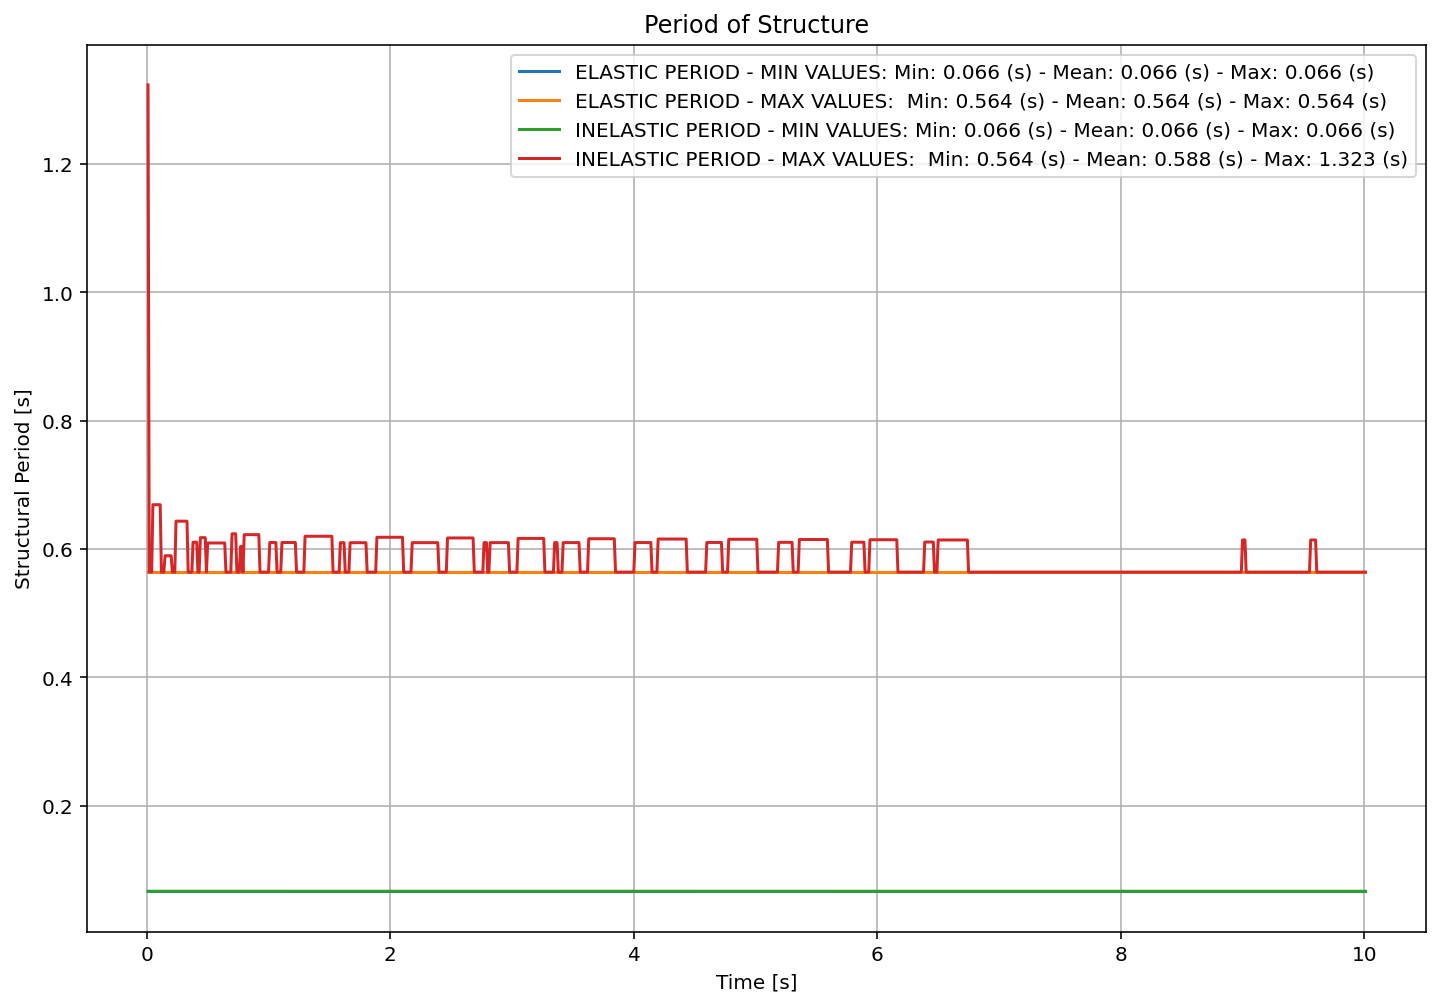 Period of Structure
ELASTIC PERIOD - MIN VALUES: Min: 0.066 (s) - Mean: 0.066 (s) - Max: 0.066 (s)
ELASTIC PERIOD - MAX VALUES:  Min: 0.564 (s) - Mean: 0.564 (s) - Max: 0.564 (s)
INELASTIC PERIOD - MIN VALUES: Min: 0.066 (s) - Mean: 0.066 (s) - Max: 0.066 (s)
INELASTIC PERIOD - MAX VALUES:  Min: 0.564 (s) - Mean: 0.588 (s) - Max: 1.323 (s)
Structural Period [s]
1.2
1.0
0.8
0.6
0.4
0.2
0 2 4 6 8 10
Time [s]